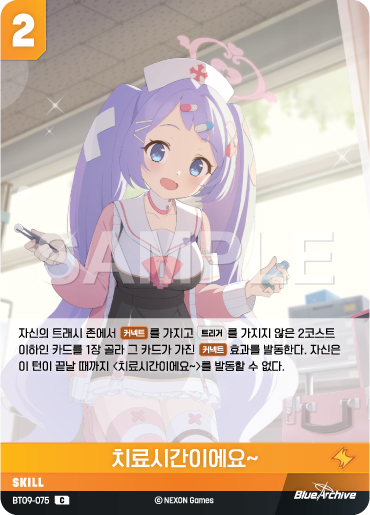 2
SAMPLE
자신의 트래시 존에서 커넥트 를 가지고 트리거 를 가지지 않은 2코스트
이하인 카드를 1장 골라 그 카드가 가진 커넥트 효과를 발동한다. 자신은
이 턴이 끝날 때까지 <치료시간이에요~>를 발동할 수 없다.
치료시간이에요~
SKILL
BT09-075 C
© NEXON Games
BlueArchive